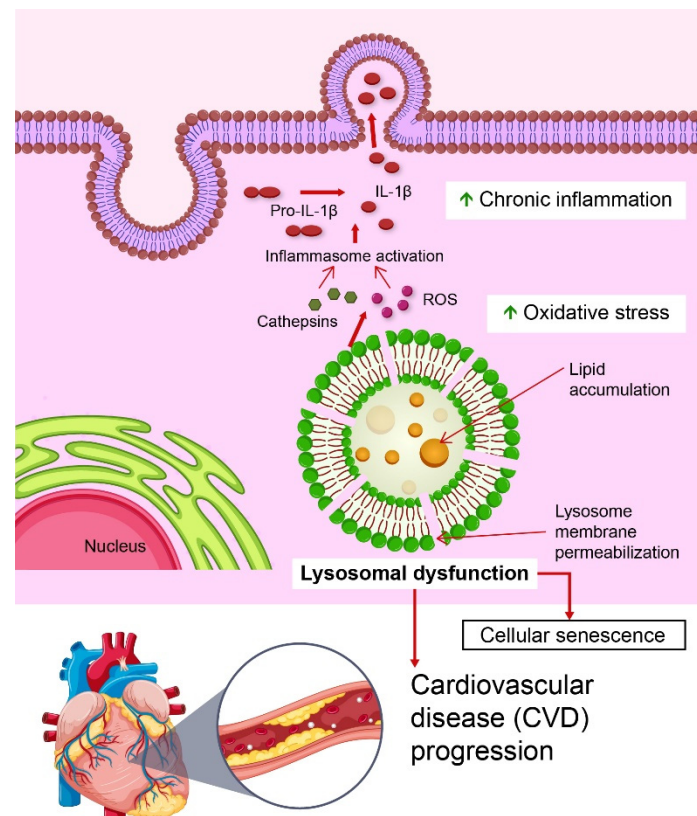 IL-1β
Pro-IL-1β
↑ Chronic inflammation
Inflammasome activation
ROS
Cathepsins
↑ Oxidative stress
Lipid
accumulation
Lysosome
membrane
permeabilization
Nucleus
Lysosomal dysfunction
Cellular senescence
Cardiovascular
disease (CVD)
progression